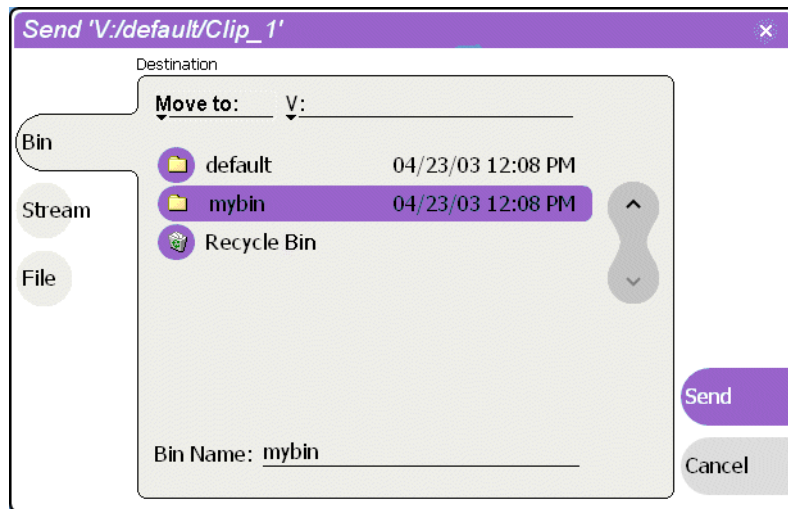 Send 'V:/default/Clip_1'
Destination
Move to: V:
Bin
default 04/23/03 12:08 PM
Stream
mybin 04/23/03 12:08 PM
Recycle Bin
File
Send
Bin Name: mybin
Cancel